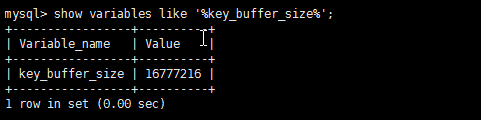 mysql> show variables like '%key_buffer_size%';
+-----------------+----------+
| Variable_name   | Value    |
+-----------------+----------+
| key_buffer_size | 16777216 |
+-----------------+----------+
1 row in set (0.00 sec)